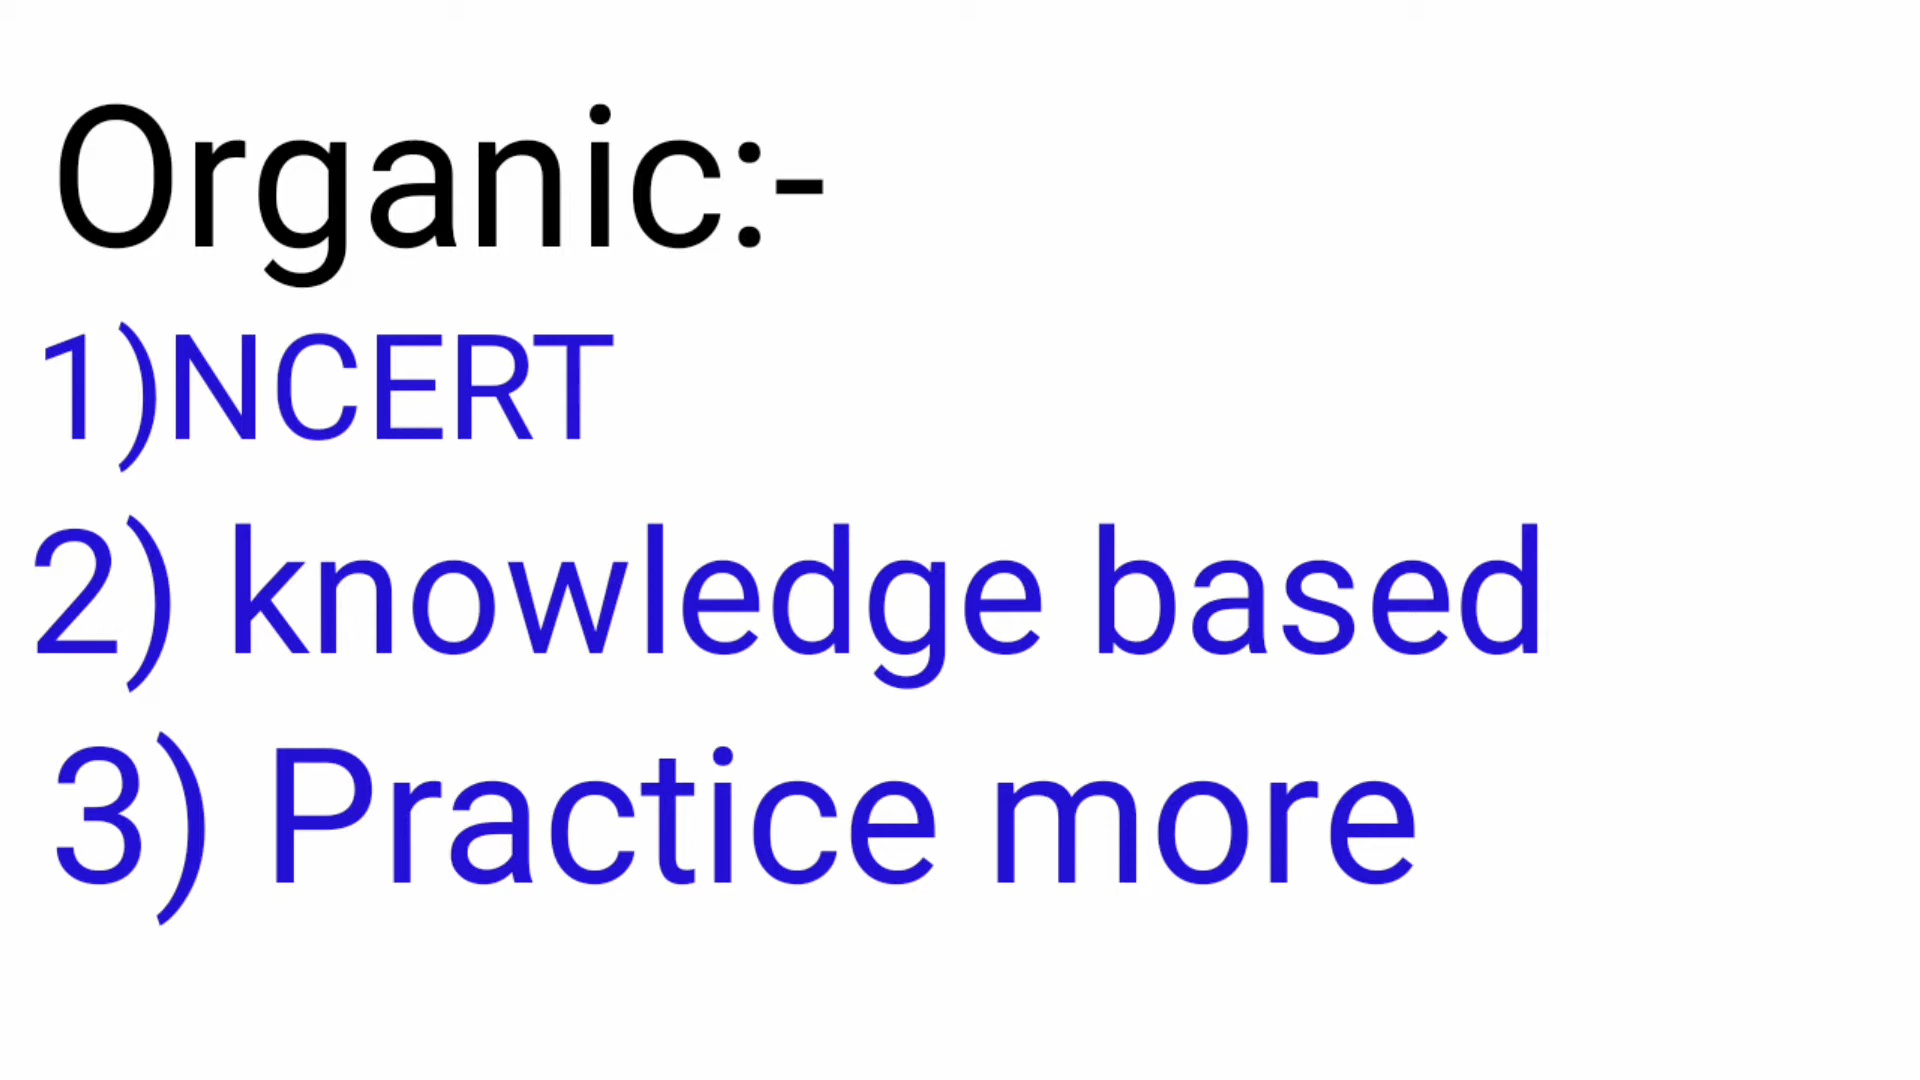 Organic:-
1)NCERT
2) knowledge based
3) Practice more